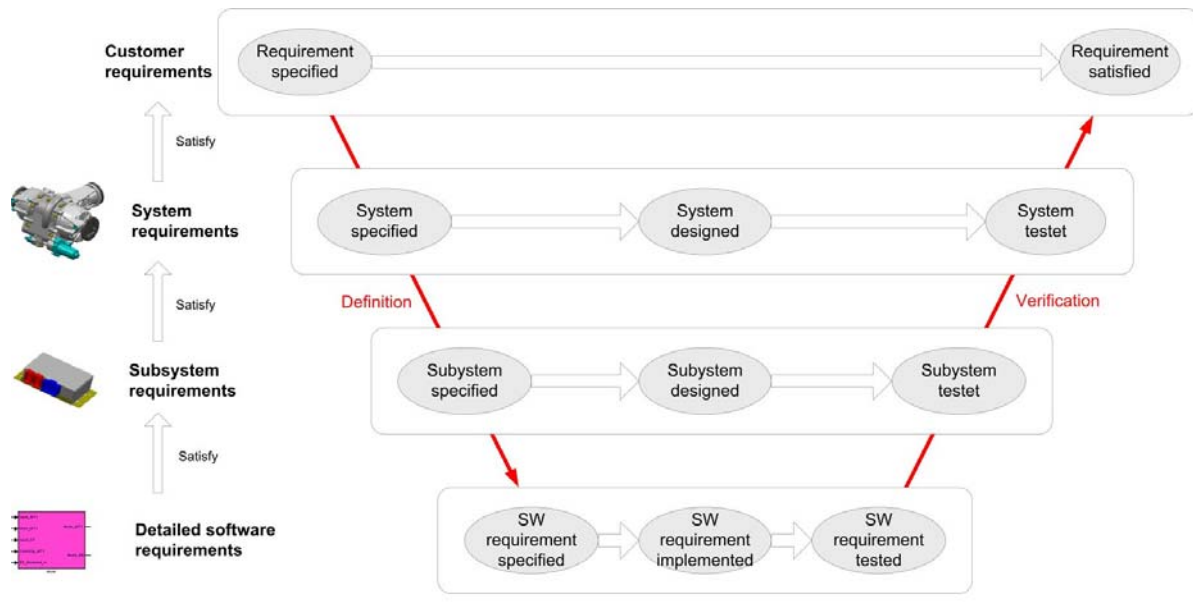 Customer
requirements
Requirement
specified
Requirement
satisfied
Satisfy
System
requirements
System
specified
System
designed
System
testet
Satisfy
Definition
Verification
Subsystem
requirements
Subystem
specified
Subsystem
designed
Subsystem
testet
Satisfy
Detailed software
requirements
SW
requirement
specified
SW
requirement
implemented
SW
requirement
tested